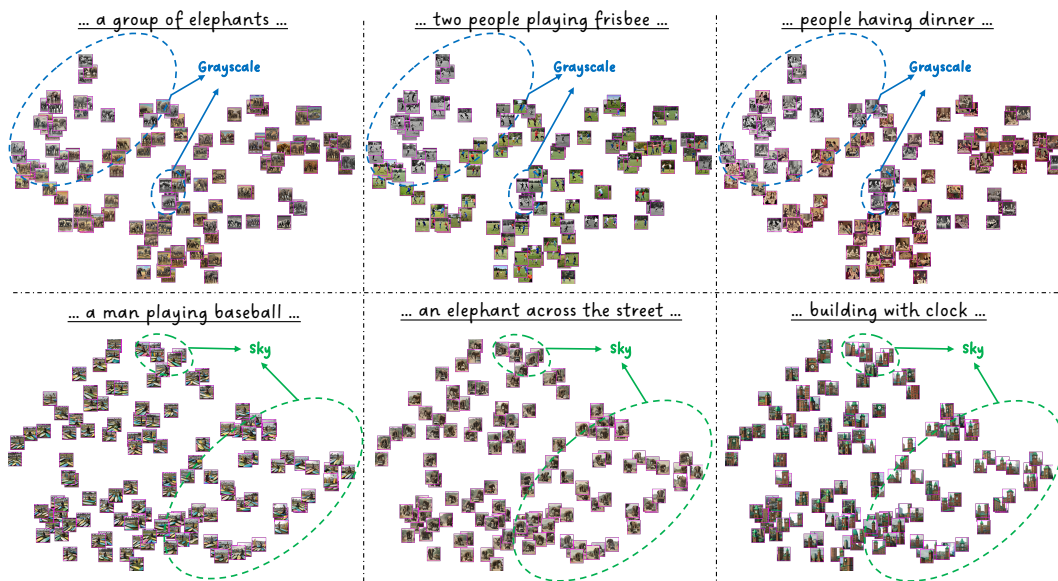 ... a group of elephants ...
... two people playing frisbee ...
... people having dinner ...
Grayscale
Grayscale
Grayscale
... a man playing baseball ...
... an elephant across the street ...
... building with clock ...
Sky
Sky
Sky